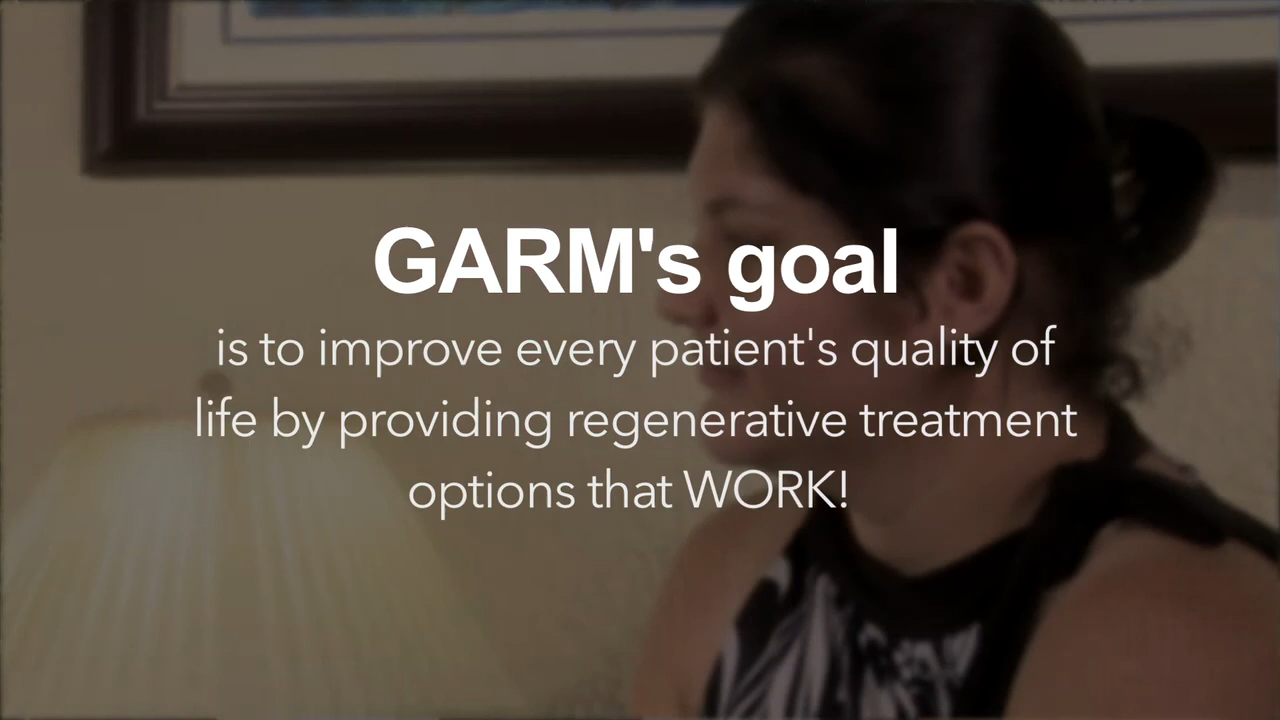 GARM's goal
is to improve every patient's quality of
life by providing regenerative treatment
options that WORK!